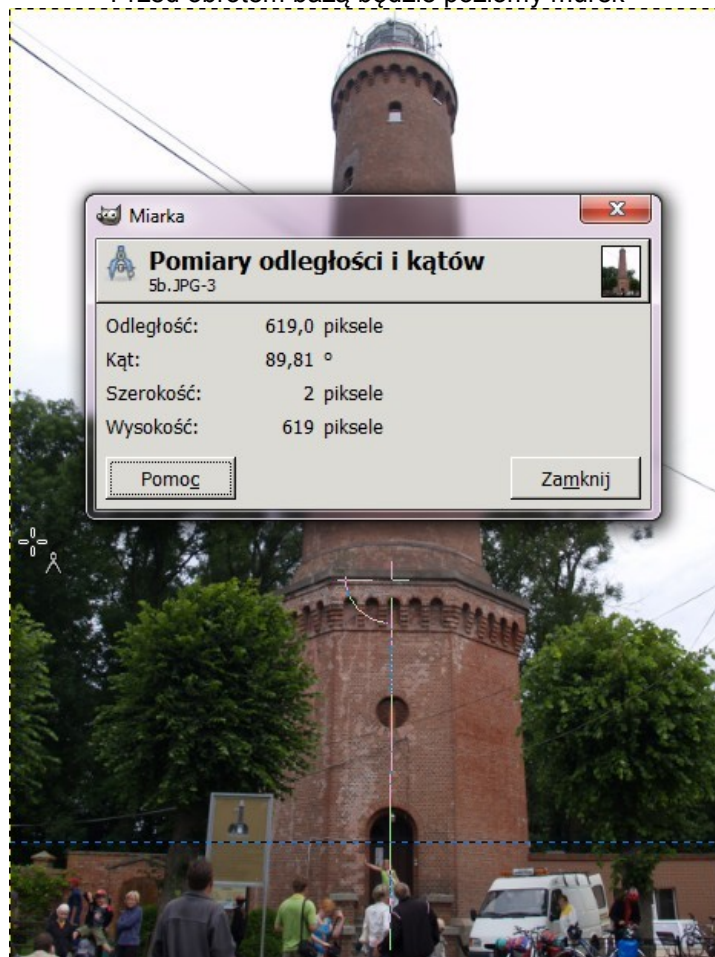 Przed obrotem bazą będzie poziomy murek
Miarka
Pomiary odległości i kątów
5b.JPG-3
Odległość: 619,0 piksele
Kąt: 89,81 °
Szerokość: 2 piksele
Wysokość: 619 piksele
Pomoc Zamknij